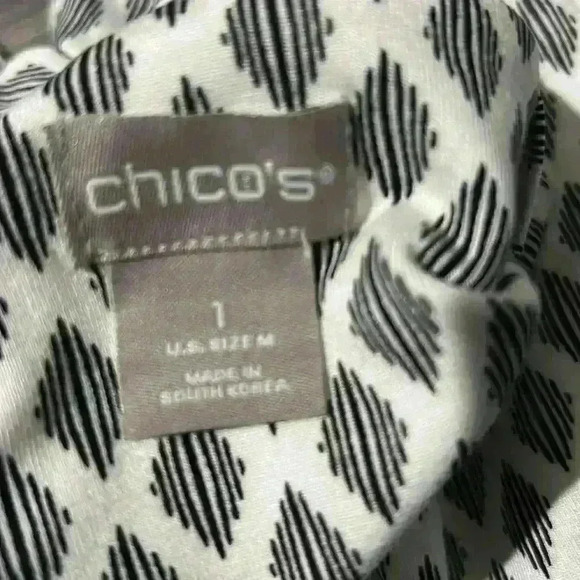 chico's®
1
U.S. SIZE M
MADE IN
SOUTH KOREA